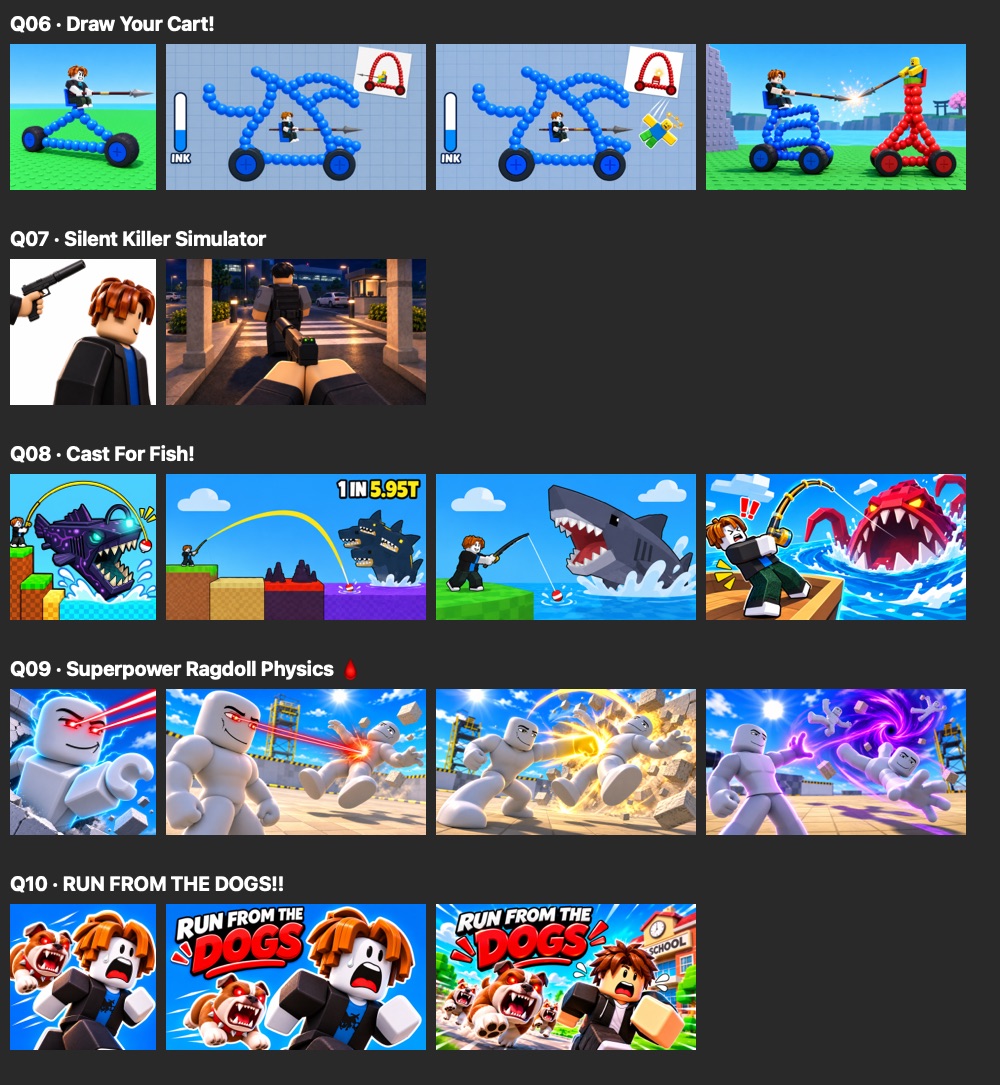 Q06 · Draw Your Cart!
INK
INK
Q07 · Silent Killer Simulator
Q08 · Cast For Fish!
1 IN 5.95T
!!
Q09 · Superpower Ragdoll Physics 🩸
Q10 · RUN FROM THE DOGS!!
RUN FROM THE
DOGS
RUN FROM THE
DOGS
SCHOOL